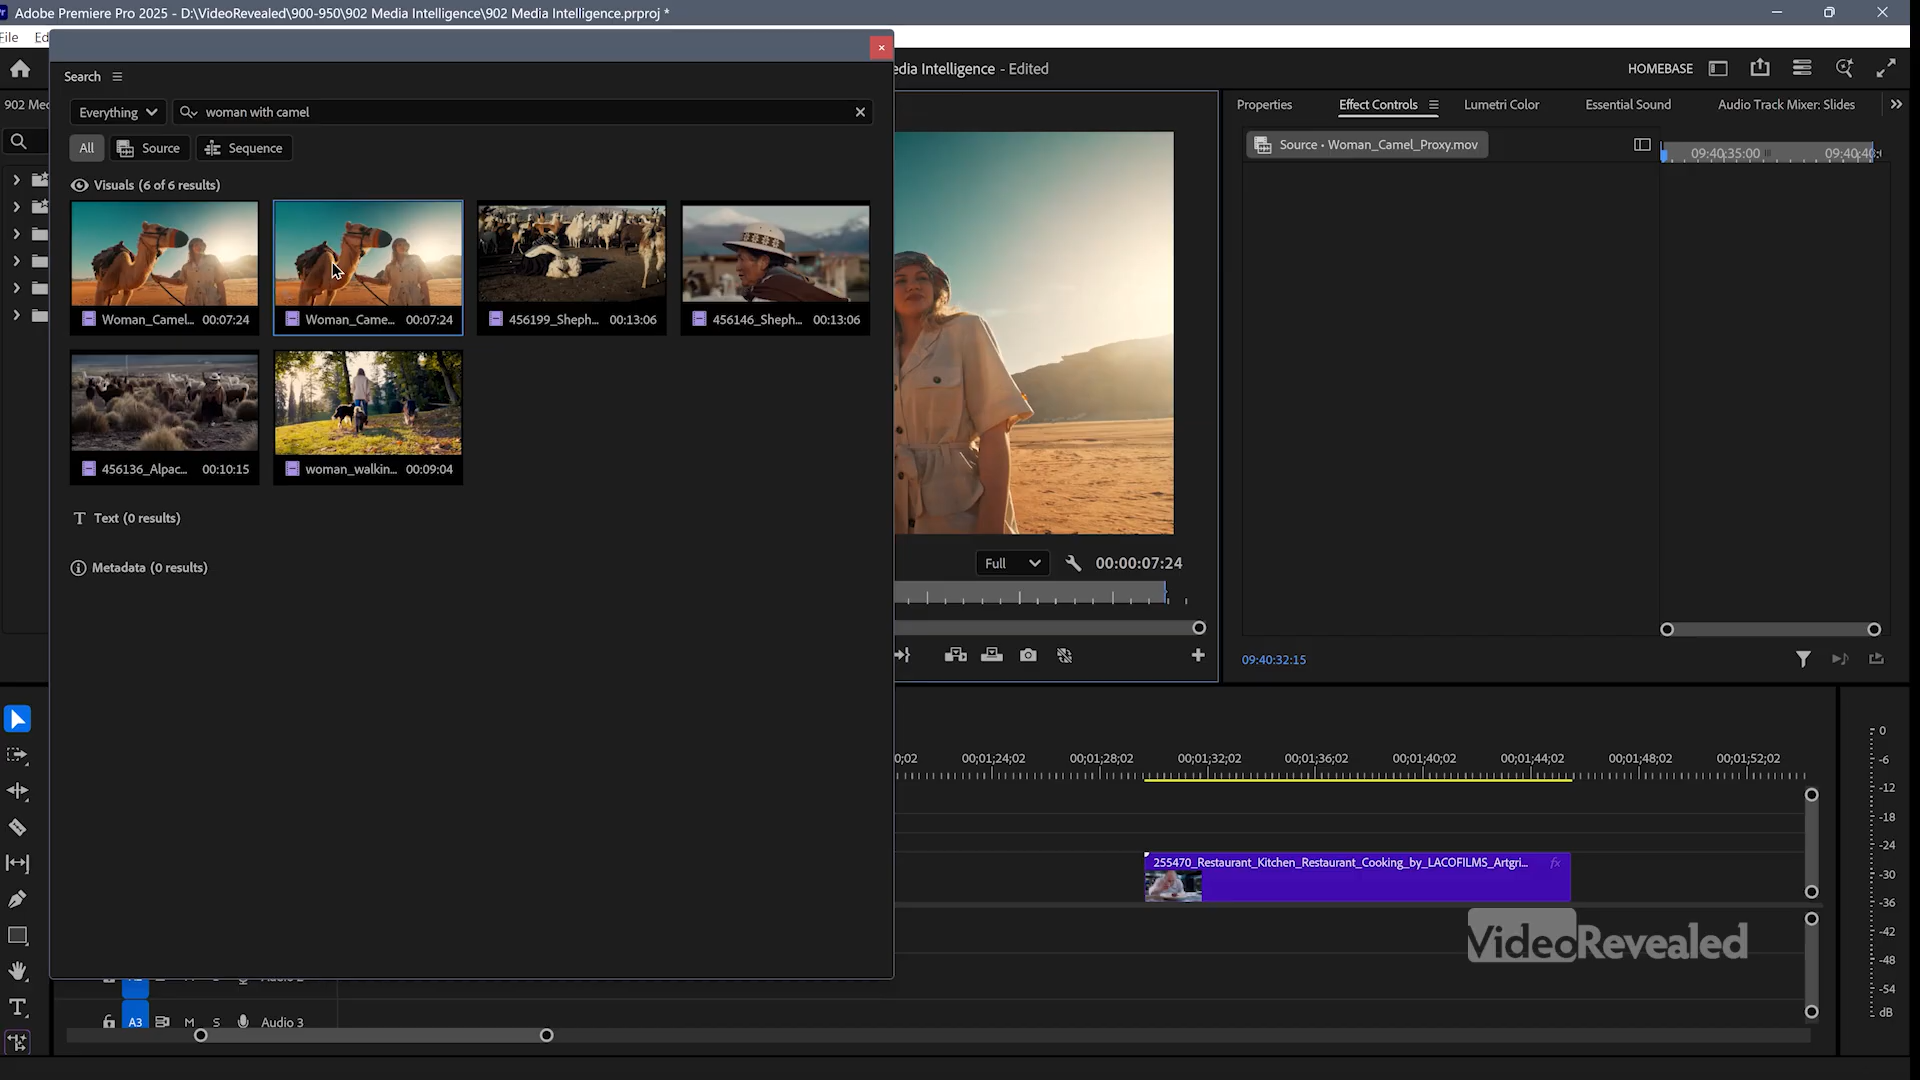 Adobe Premiere Pro 2025 - D:\VideoRevealed\900-950\902 Media Intelligence\902 Media Intelligence.prproj *
File
dia Intelligence - Edited
HOMEBASE
902 Me
Search
Everything
woman with camel
All
Source
Sequence
Visuals (6 of 6 results)
Woman_Camel... 00:07:24
Woman_Came... 00:07:24
456199_Sheph... 00:13:06
456146_Sheph... 00:13:06
456136_Alpac... 00:10:15
woman_walkin... 00:09:04
Text (0 results)
Metadata (0 results)
Full
00:00:07:24
Properties
Effect Controls
Lumetri Color
Essential Sound
Audio Track Mixer: Slides
Source • Woman_Camel_Proxy.mov
09:40:35:00
09:40:40:
09:40:32:15
0;02
00;01;24;02
00;01;28;02
00;01;32;02
00;01;36;02
00;01;40;02
00;01;44;02
00;01;48;02
00;01;52;02
255470_Restaurant_Kitchen_Restaurant_Cooking_by_LACOFILMS_Artgri...
fx
VideoRevealed
A3
M
S
Audio 3
0
-6
-12
-18
-24
-30
-36
-42
-48
-54
dB